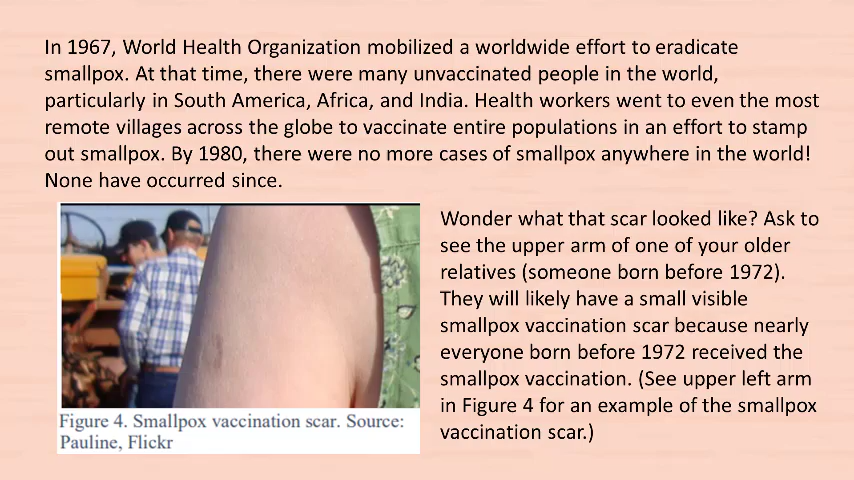 In 1967, World Health Organization mobilized a worldwide effort to eradicate
smallpox. At that time, there were many unvaccinated people in the world,
particularly in South America, Africa, and India. Health workers went to even the most
remote villages across the globe to vaccinate entire populations in an effort to stamp
out smallpox. By 1980, there were no more cases of smallpox anywhere in the world!
None have occurred since.
Wonder what that scar looked like? Ask to
see the upper arm of one of your older
relatives (someone born before 1972).
They will likely have a small visible
smallpox vaccination scar because nearly
everyone born before 1972 received the
smallpox vaccination. (See upper left arm
in Figure 4 for an example of the smallpox
vaccination scar.)
Figure 4. Smallpox vaccination scar. Source:
Pauline, Flickr